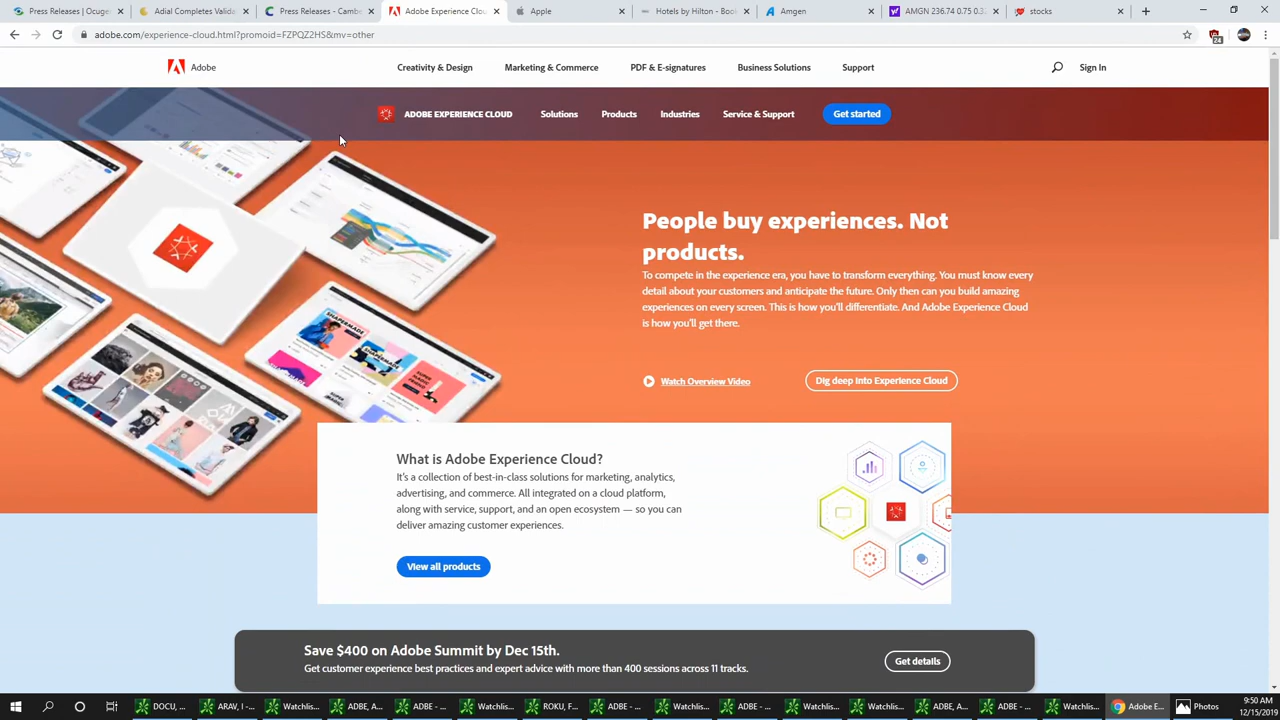 Press Releases | Ocugen
Adial Completes Valida
Press Releases - Cambe
Adobe Experience Clou
Apple
Hotels by Hilton - Book
Amgen
AMGN 236.74 0.75 0.3
stocks
adobe.com/experience-cloud.html?promoid=FZPQZ2HS&mv=other
24
Adobe
Creativity & Design
Marketing & Commerce
PDF & E-signatures
Business Solutions
Support
Sign In
ADOBE EXPERIENCE CLOUD
Solutions
Products
Industries
Service & Support
Get started
People buy experiences. Not
products.
To compete in the experience era, you have to transform everything. You must know every
detail about your customers and anticipate the future. Only then can you build amazing
experiences on every screen. This is how you'll differentiate. And Adobe Experience Cloud
is how you'll get there.
Watch Overview Video
Dig deep into Experience Cloud
What is Adobe Experience Cloud?
It's a collection of best-in-class solutions for marketing, analytics,
advertising, and commerce. All integrated on a cloud platform,
along with service, support, and an open ecosystem — so you can
deliver amazing customer experiences.
View all products
Save $400 on Adobe Summit by Dec 15th.
Get customer experience best practices and expert advice with more than 400 sessions across 11 tracks.
Get details
DOCU, ...
ARAV, I - ...
Watchlis...
ADBE, A...
ADBE - ...
Watchlis...
ROKU, F...
ADBE - ...
Watchlis...
ADBE - ...
Watchlis...
Watchlis...
ADBE, A...
ADBE - ...
Watchlis...
Adobe E...
Photos
9:50 AM
12/15/2019